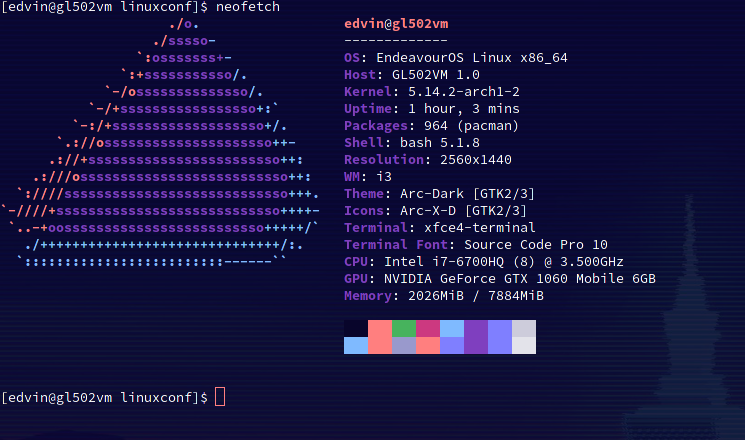 [edvin@gl502vm linuxconf]$ neofetch
./o.
./sssso-
`:osssssss+-
`:+sssssssssso/.
`-/ossssssssssssso/.
`-/+sssssssssssssssso+:`
`-:/+sssssssssssssssssso+/.
`.://osssssssssssssssssssso++-
.://+ssssssssssssssssssssssso++:
.:///ossssssssssssssssssssssssso++:
`:////ssssssssssssssssssssssssssso+++.
`-////+ssssssssssssssssssssssssssso++++-
`..-+oosssssssssssssssssssssssso+++++/`
./++++++++++++++++++++++++++++++/:.
`:::::::::::::::::::::::::------``
edvin@gl502vm
-------------
OS: EndeavourOS Linux x86_64
Host: GL502VM 1.0
Kernel: 5.14.2-arch1-2
Uptime: 1 hour, 3 mins
Packages: 964 (pacman)
Shell: bash 5.1.8
Resolution: 2560x1440
WM: i3
Theme: Arc-Dark [GTK2/3]
Icons: Arc-X-D [GTK2/3]
Terminal: xfce4-terminal
Terminal Font: Source Code Pro 10
CPU: Intel i7-6700HQ (8) @ 3.500GHz
GPU: NVIDIA GeForce GTX 1060 Mobile 6GB
Memory: 2026MiB / 7884MiB
[edvin@gl502vm linuxconf]$